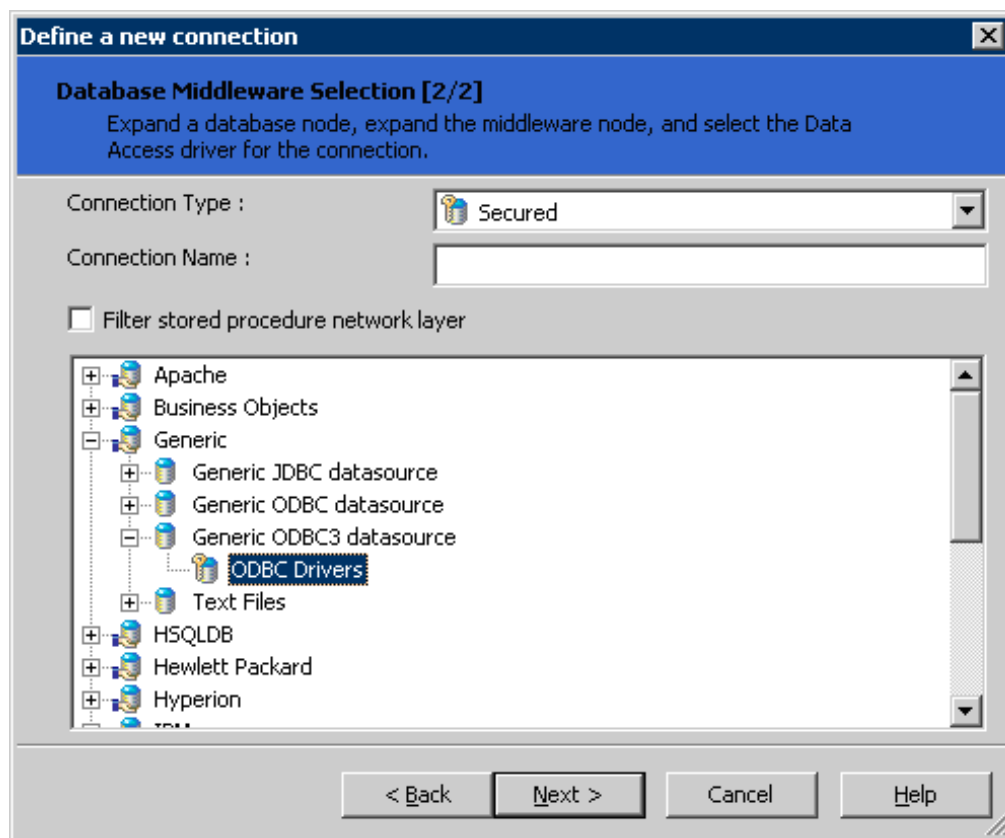 Define a new connection
Database Middleware Selection [2/2]
Expand a database node, expand the middleware node, and select the Data
Access driver for the connection.
Connection Type :
Secured
Connection Name :
Filter stored procedure network layer
Apache
Business Objects
Generic
Generic JDBC datasource
Generic ODBC datasource
Generic ODBC3 datasource
ODBC Drivers
Text Files
HSQLDB
Hewlett Packard
Hyperion
< Back
Next >
Cancel
Help